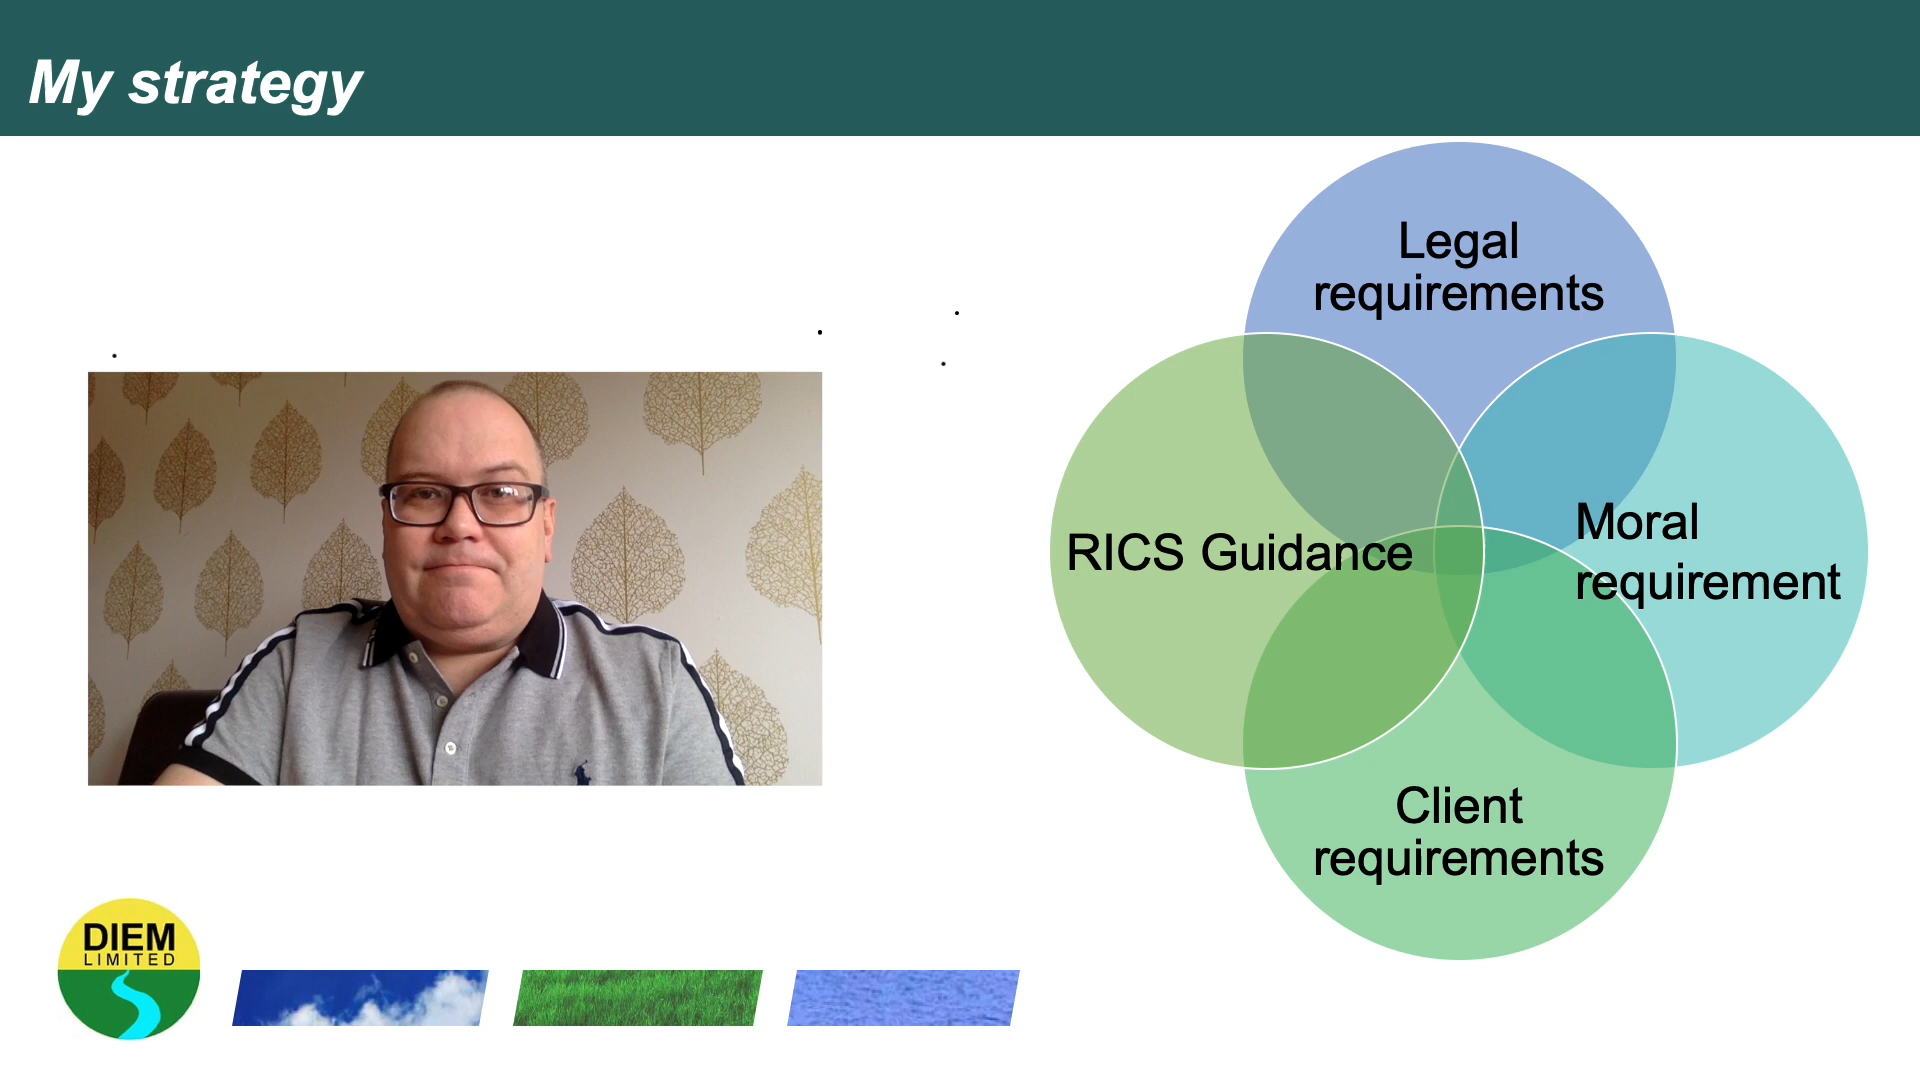 My strategy
Legal
requirements
RICS Guidance
Moral
requirement
Client
requirements
DIEM
LIMITED